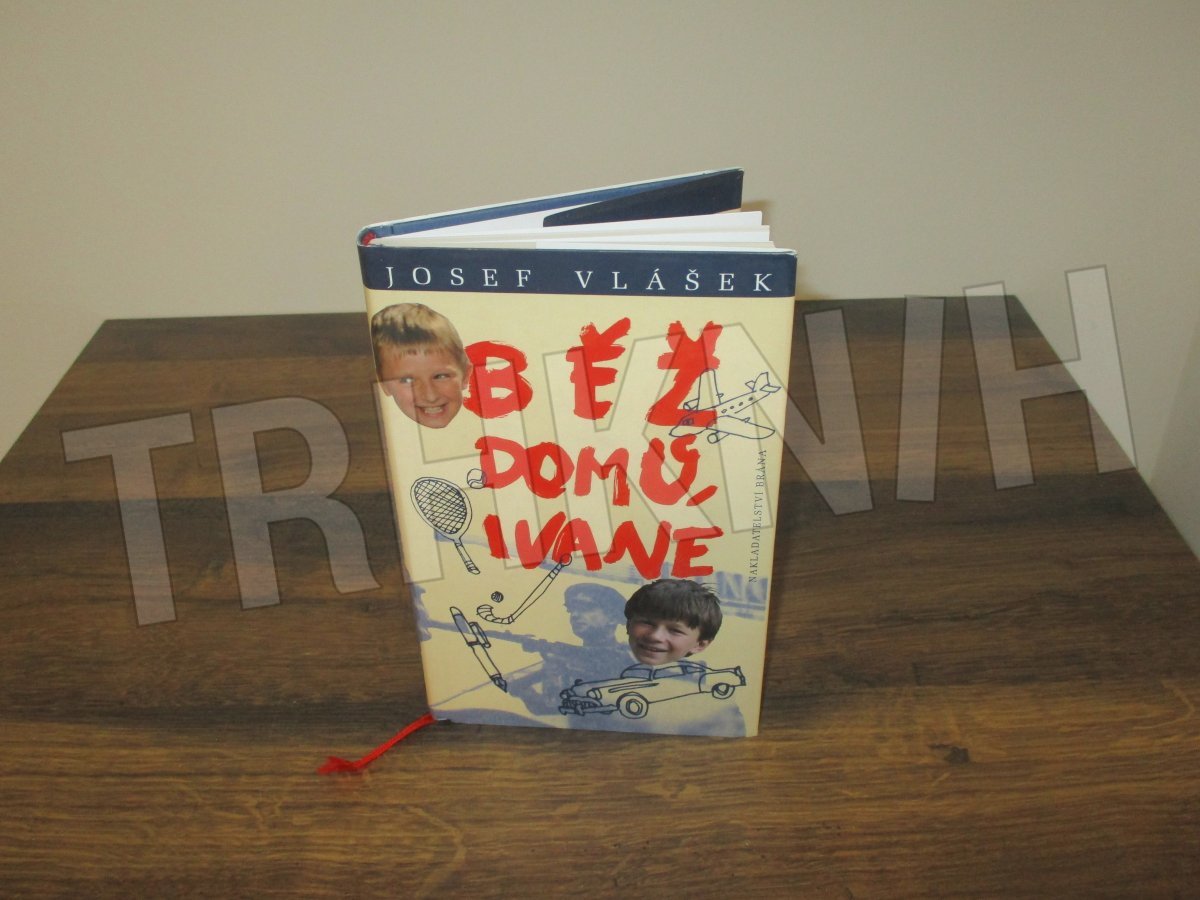 JOSEF VLÁŠEK
BĚŽ
DOMŮ,
IVANE
NAKLADATELSTVÍ BRÁNA
TRHKNIH